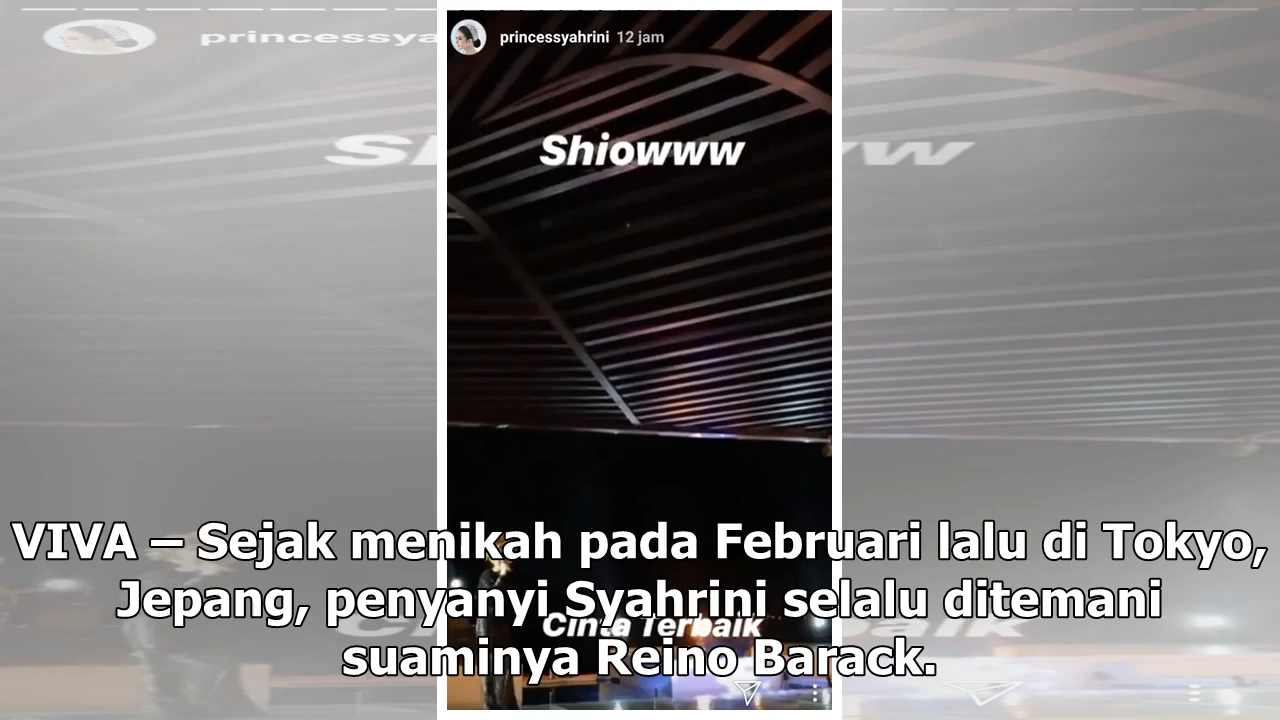 princessyahrini 12 jam
Shiowww
VIVA – Sejak menikah pada Februari lalu di Tokyo,
Jepang, penyanyi Syahrini selalu ditemani
Cinta Terbaik
suaminya Reino Barack.